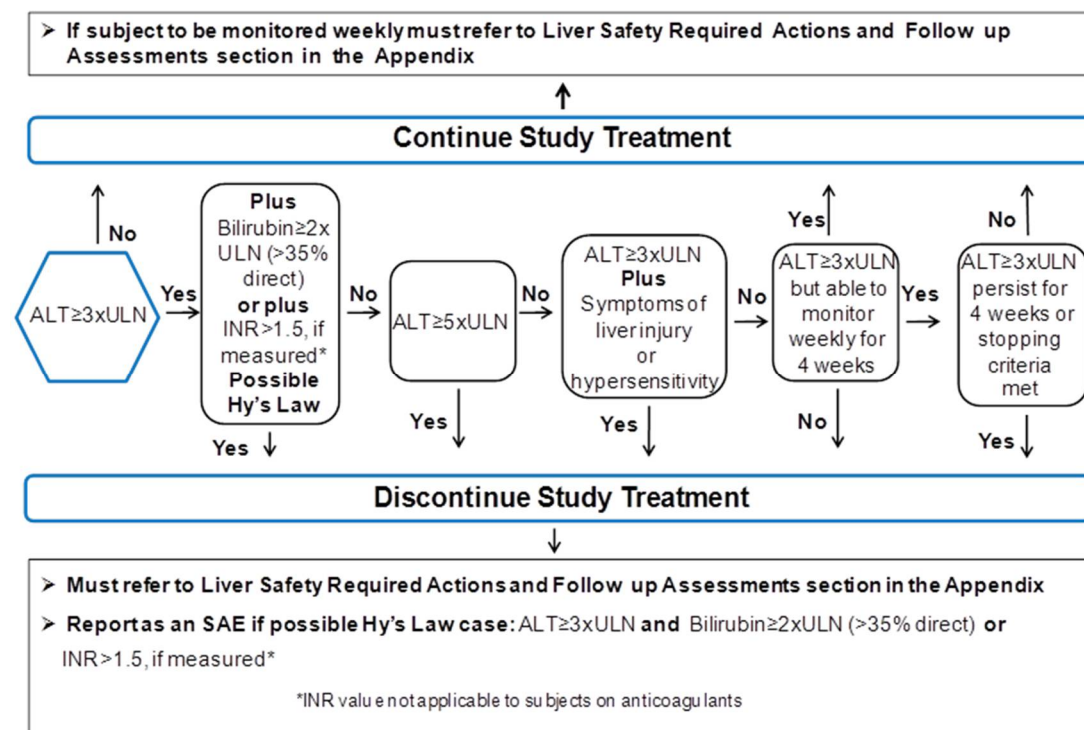 ➢ If subject to be monitored weekly must refer to Liver Safety Required Actions and Follow up
Assessments section in the Appendix
Continue Study Treatment
No
ALT≥3xULN
Yes
Plus
Bilirubin≥2x
ULN (>35%
direct)
or plus
INR>1.5, if
measured*
Possible
Hy's Law
Yes
No
ALT≥5xULN
Yes
No
ALT≥3xULN
Plus
Symptoms of
liver injury
or
hypersensitivity
Yes
No
Yes
ALT≥3xULN
but able to
monitor
weekly for
4 weeks
No
Yes
No
ALT≥3xULN
persist for
4 weeks or
stopping
criteria
met
Yes
Discontinue Study Treatment
➢ Must refer to Liver Safety Required Actions and Follow up Assessments section in the Appendix
➢ Report as an SAE if possible Hy's Law case: ALT≥3xULN and Bilirubin≥2xULN (>35% direct) or
INR>1.5, if measured*
*INR value not applicable to subjects on anticoagulants